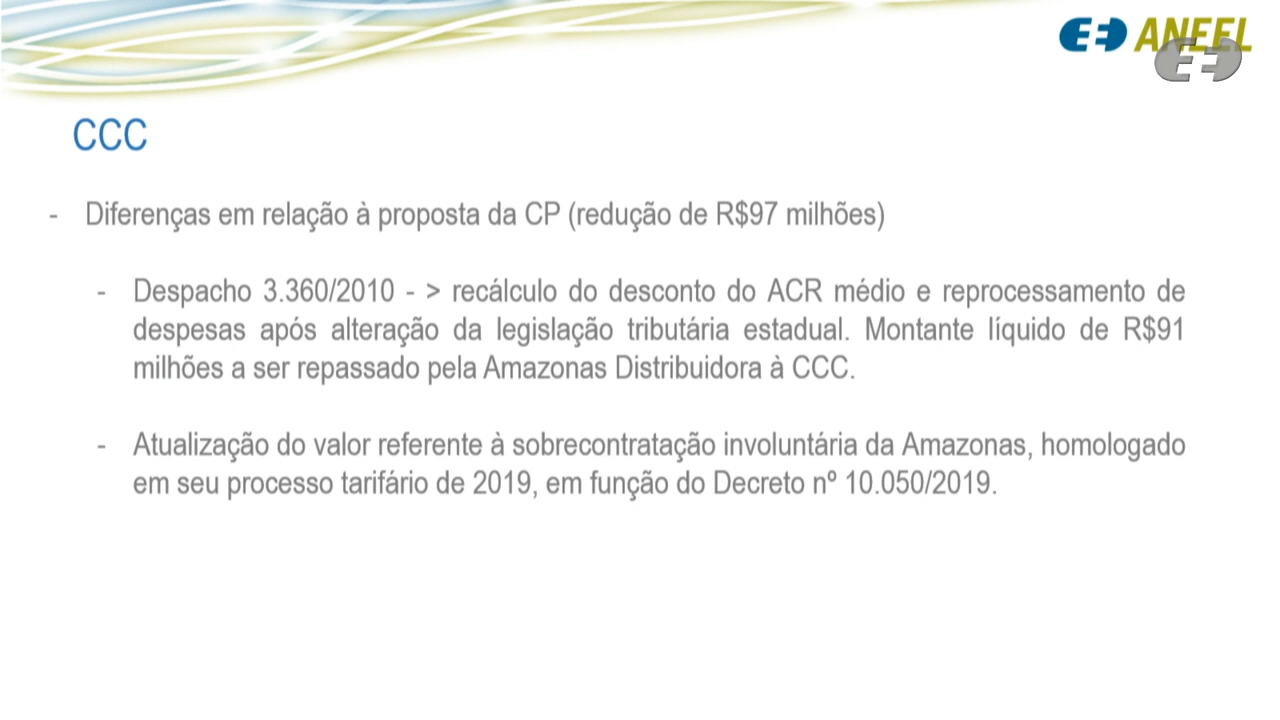 ANEEL
CCC
- Diferenças em relação à proposta da CP (redução de R$97 milhões)
- Despacho 3.360/2010 - > recálculo do desconto do ACR médio e reprocessamento de
despesas após alteração da legislação tributária estadual. Montante líquido de R$91
milhões a ser repassado pela Amazonas Distribuidora à CCC.
- Atualização do valor referente à sobrecontratação involuntária da Amazonas, homologado
em seu processo tarifário de 2019, em função do Decreto nº 10.050/2019.